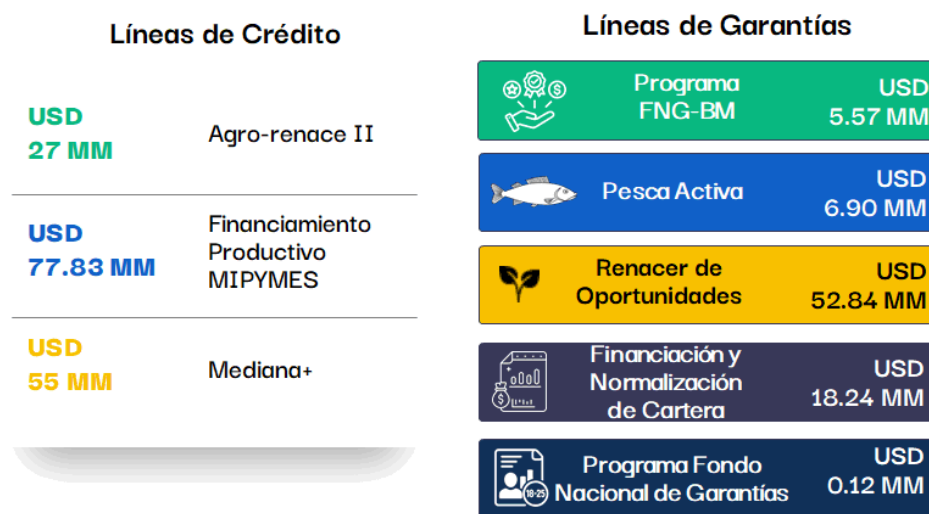 Líneas de Crédito
USD
27 MM
Agro-renace II
USD
77.83 MM
Financiamiento
Productivo
MIPYMES
USD
55 MM
Mediana+
Líneas de Garantías
Programa
FNG-BM
USD
5.57 MM
Pesca Activa
USD
6.90 MM
Renacer de
Oportunidades
USD
52.84 MM
Financiación y
Normalización
de Cartera
USD
18.24 MM
18-25
Programa Fondo
Nacional de Garantías
USD
0.12 MM